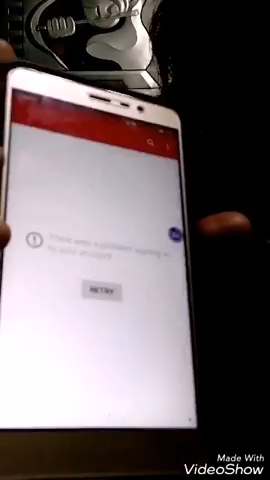 There was a problem signing in
to your account
RETRY
Made With
VideoShow